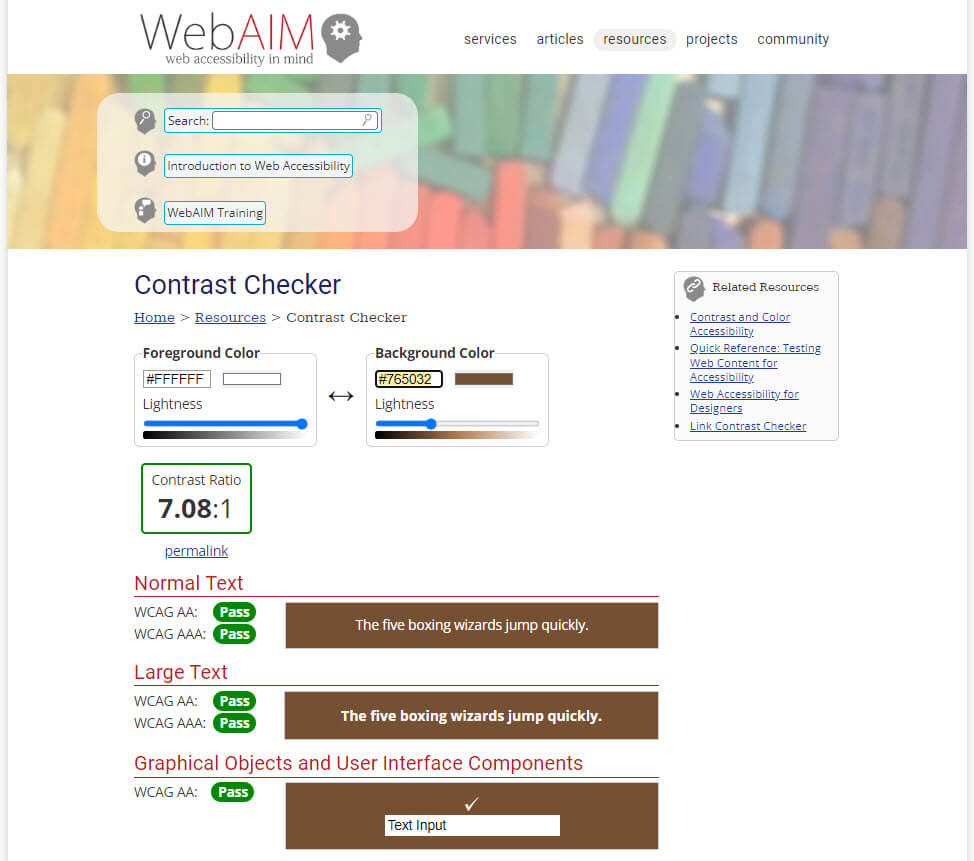 WebAIM
web accessibility in mind
services articles resources projects community
Search:
Introduction to Web Accessibility
WebAIM Training
Contrast Checker
Home > Resources > Contrast Checker
Foreground Color
#FFFFFF
Lightness
Background Color
#765032
Lightness
Contrast Ratio
7.08:1
permalink
Normal Text
WCAG AA: Pass
WCAG AAA: Pass
The five boxing wizards jump quickly.
Large Text
WCAG AA: Pass
WCAG AAA: Pass
The five boxing wizards jump quickly.
Graphical Objects and User Interface Components
WCAG AA: Pass
✓
Text Input
Related Resources
Contrast and Color
Accessibility
Quick Reference: Testing
Web Content for
Accessibility
Web Accessibility for
Designers
Link Contrast Checker